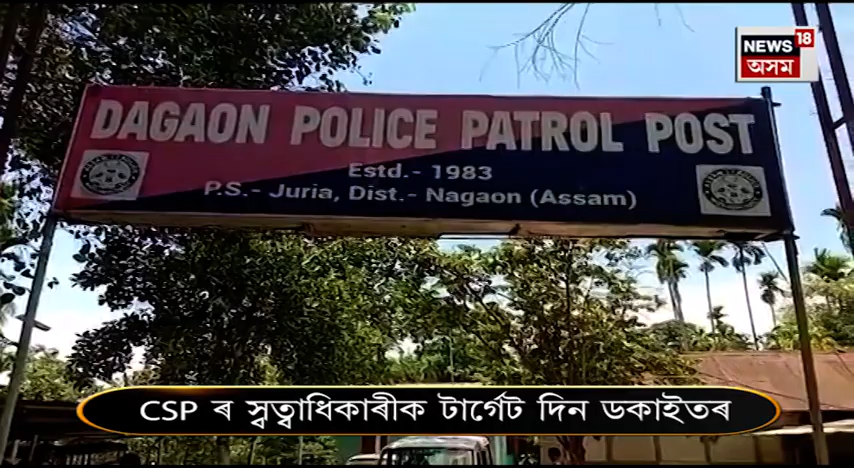 NEWS 18
অসম
DAGAON POLICE PATROL POST
Estd.- 1983
P.S.- Juria, Dist.- Nagaon (Assam)
CSP ৰ স্বত্বাধিকাৰীক টাৰ্গেট দিন ডকাইতৰ